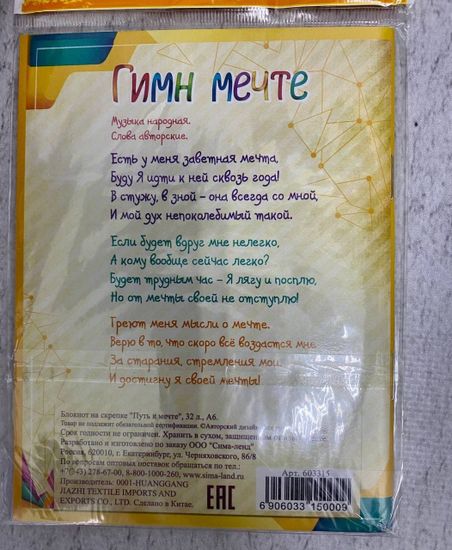 Гимн мечте
Музыка народная.
Слова авторские.
Есть у меня заветная мечта,
Буду Я идти к ней сквозь года!
В стужу, в зной – она всегда со мной,
И мой дух непоколебимый такой.
Если будет вдруг мне нелегко,
А кому вообще сейчас легко?
Будет трудным час – Я лягу и посплю,
Но от мечты своей не отступлю!
Греют меня мысли о мечте.
Верю в то, что скоро всё воздастся мне
За старания, стремления мои,
И достигну я своей мечты!
Блокнот на скрепке "Путь к мечте", 32 л., А6.
Товар не подлежит обязательной сертификации. ©Авторский дизайн
Срок годности не ограничен. Хранить в сухом, защищенном от
Разработано и изготовлено по заказу ООО "Сима-ленд",
Россия, 620010, г. Екатеринбург, ул. Черняховского, 86/8
По вопросам оптовых поставок обращаться по тел.:
7(343) 278-67-00, 8-800-1000-260, www.sima-land.ru
Производитель: 0001-HUANGGANG
JIAZHI TEXTILE IMPORTS AND
EXPORTS CO., LTD. Сделано в Китае.
EAC
Арт. 603315
6 906033 150009